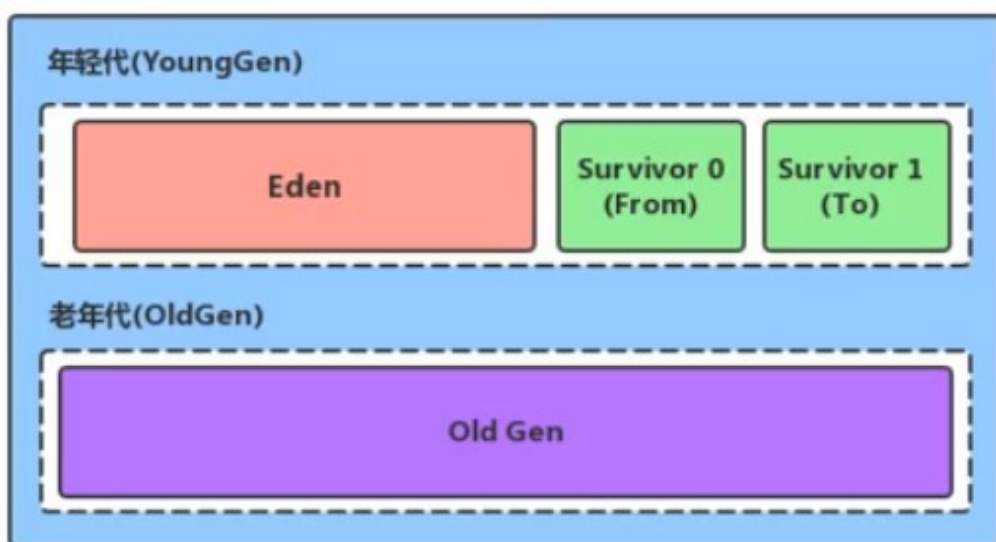 年轻代(YoungGen)
Eden
Survivor 0
(From)
Survivor 1
(To)
老年代(OldGen)
Old Gen